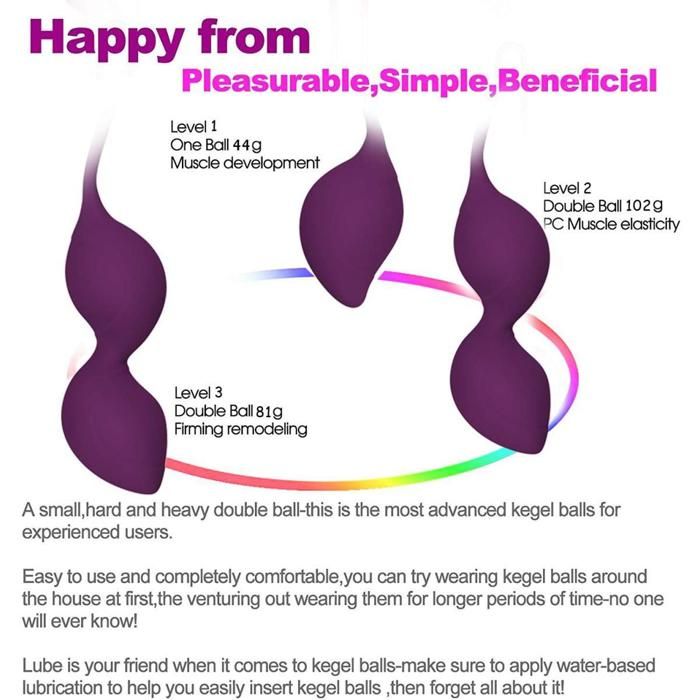 Happy from
Pleasurable,Simple,Beneficial
Level 1
One Ball 44g
Muscle development
Level 2
Double Ball 102g
PC Muscle elasticity
Level 3
Double Ball 81g
Firming remodeling
A small,hard and heavy double ball-this is the most advanced kegel balls for
experienced users.
Easy to use and completely comfortable,you can try wearing kegel balls around
the house at first,the venturing out wearing them for longer periods of time-no one
will ever know!
Lube is your friend when it comes to kegel balls-make sure to apply water-based
lubrication to help you easily insert kegel balls ,then forget all about it!